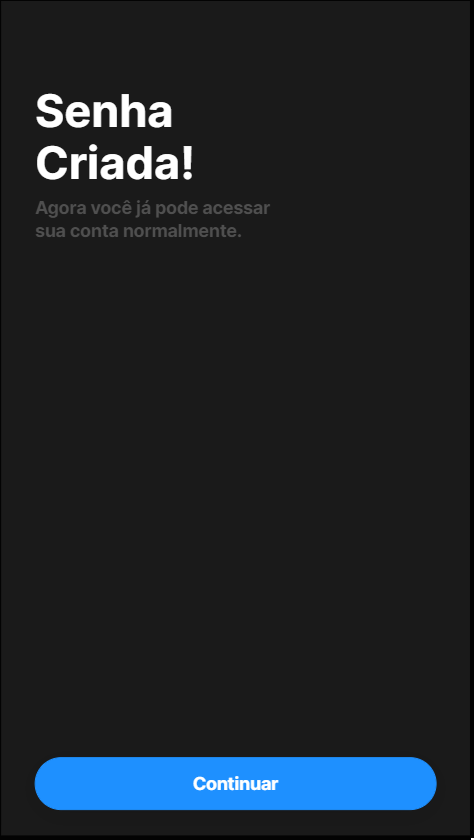 Senha
Criada!
Agora você já pode acessar
sua conta normalmente.
Continuar